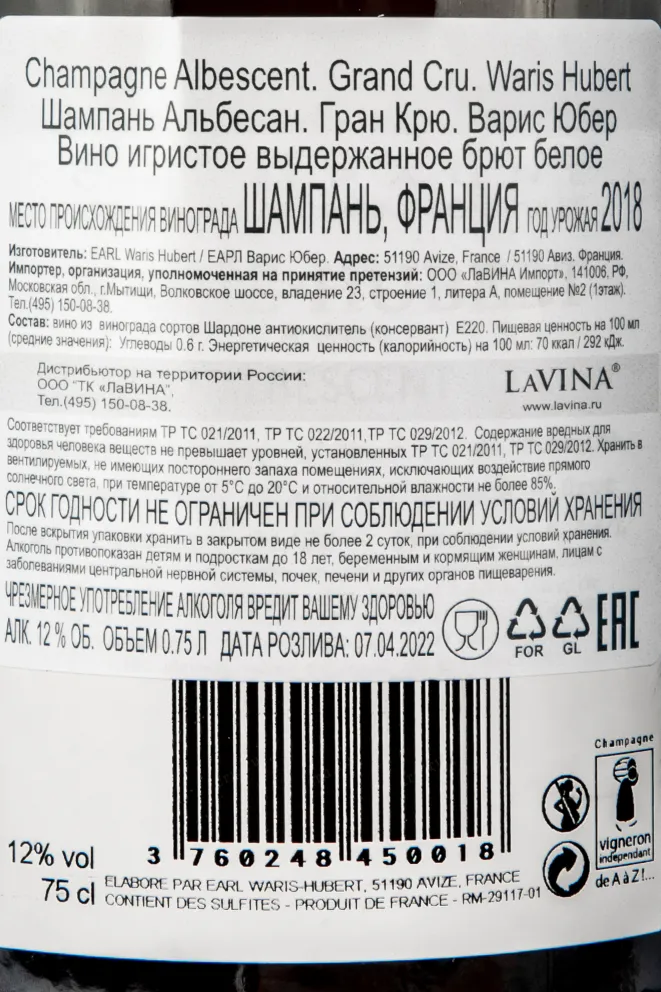 Champagne Albescent. Grand Cru. Waris Hubert
Шампань Альбесан. Гран Крю. Варис Юбер
Вино игристое выдержанное брют белое
МЕСТО ПРОИСХОЖДЕНИЯ ВИНОГРАДА ШАМПАНЬ, ФРАНЦИЯ ГОД УРОЖАЯ 2018
Изготовитель: EARL Waris Hubert / ЕАРЛ Варис Юбер. Адрес: 51190 Avize, France / 51190 Авиз, Франция.
Импортер, организация, уполномоченная на принятие претензий: ООО «ЛаВИНА Импорт», 141006, РФ,
Московская обл., г.Мытищи, Волковское шоссе, владение 23, строение 1, литера А, помещение №2 (1этаж).
Тел.(495) 150-08-38.
Состав: вино из винограда сортов Шардоне антиокислитель (консервант) Е220. Пищевая ценность на 100 мл
(средние значения): Углеводы 0.6 г. Энергетическая ценность (калорийность) на 100 мл: 70 ккал / 292 кДж.
Дистрибьютор на территории России:
ООО "ТК «ЛаВИНА",
Тел.(495) 150-08-38.
LAVINA®
www.lavina.ru
Соответствует требованиям ТР ТС 021/2011, ТР ТС 022/2011,ТР ТС 029/2012. Содержание вредных для
здоровья человека веществ не превышает уровней, установленных ТР ТС 021/2011, ТР ТС 029/2012. Хранить в
вентилируемых, не имеющих постороннего запаха помещениях, исключающих воздействие прямого
солнечного света, при температуре от 5°С до 20°С и относительной влажности не более 85%.
СРОК ГОДНОСТИ НЕ ОГРАНИЧЕН ПРИ СОБЛЮДЕНИИ УСЛОВИЙ ХРАНЕНИЯ
После вскрытия упаковки хранить в закрытом виде не более 2 суток, при соблюдении условий хранения.
Алкоголь противопоказан детям и подросткам до 18 лет, беременным и кормящим женщинам, лицам с
заболеваниями центральной нервной системы, почек, печени и других органов пищеварения.
ЧРЕЗМЕРНОЕ УПОТРЕБЛЕНИЕ АЛКОГОЛЯ ВРЕДИТ ВАШЕМУ ЗДОРОВЬЮ
АЛК. 12 % ОБ. ОБЪЕМ 0.75 Л ДАТА РОЗЛИВА: 07.04.2022
FOR
GL
EAC
Champagne
vigneron
indépendant
de A à Z !...
3 760248 450018
12% vol
75 cl
ELABORE PAR EARL WARIS-HUBERT, 51190 AVIZE, FRANCE
CONTIENT DES SULFITES - PRODUIT DE FRANCE - RM-29117-01